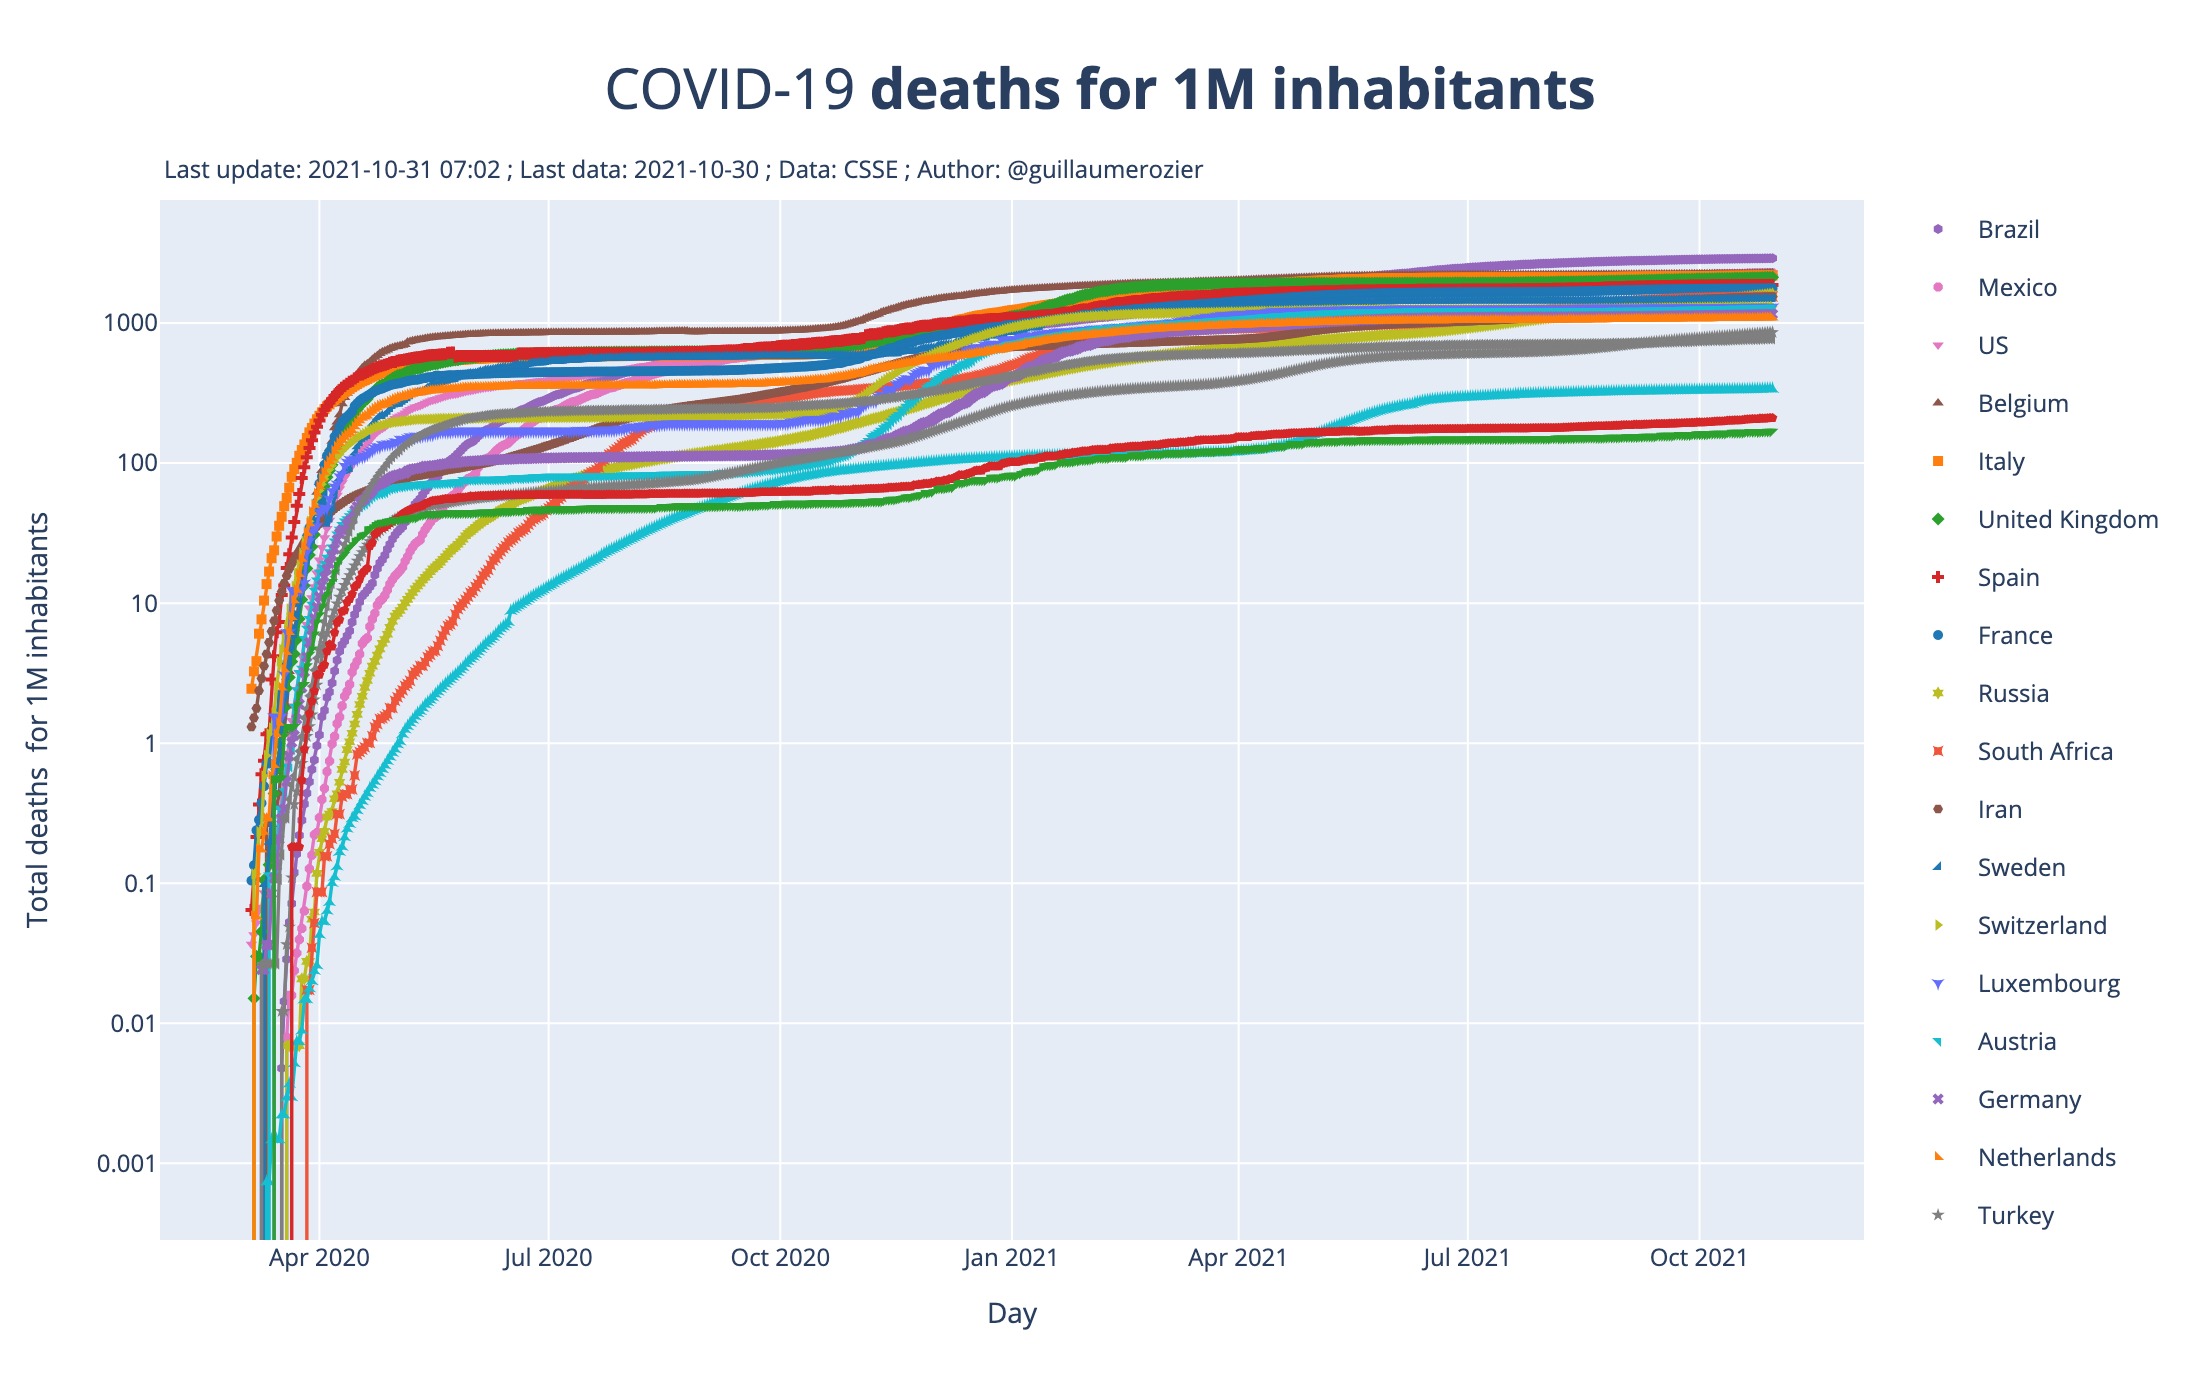 COVID-19 deaths for 1M inhabitants
Last update: 2021-10-31 07:02 ; Last data: 2021-10-30 ; Data: CSSE ; Author: @guillaumerozier
Total deaths for 1M inhabitants
1000
100
10
1
0.1
0.01
0.001
Apr 2020
Jul 2020
Oct 2020
Jan 2021
Apr 2021
Jul 2021
Oct 2021
Day
Brazil
Mexico
US
Belgium
Italy
United Kingdom
Spain
France
Russia
South Africa
Iran
Sweden
Switzerland
Luxembourg
Austria
Germany
Netherlands
Turkey